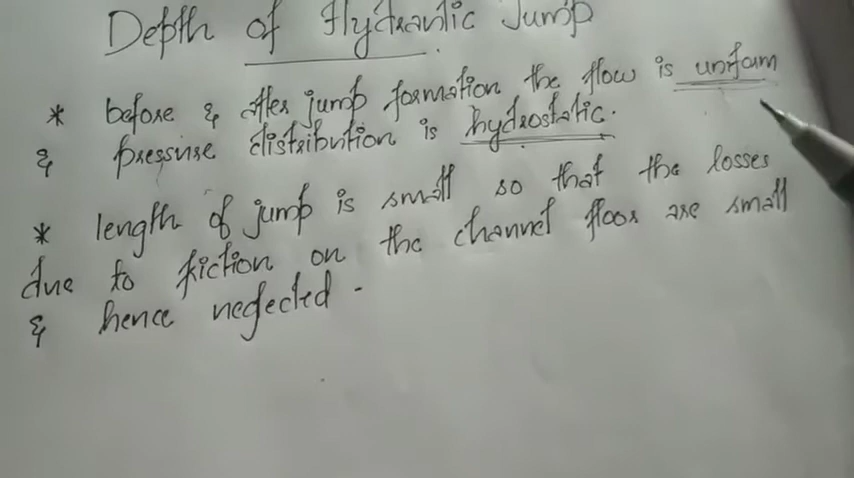 Depth of Hydraulic Jump
* before & after jump formation the flow is uniform
& pressure distribution is hydrostatic.
* length of jump is small so that the losses
due to friction on the channel floor are small
& hence neglected.